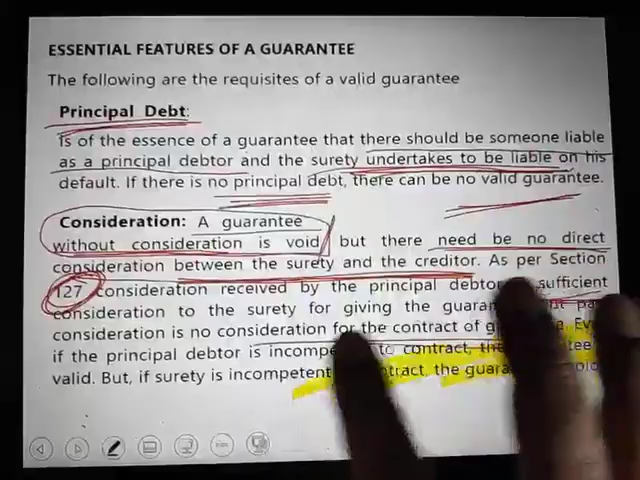 ESSENTIAL FEATURES OF A GUARANTEE
The following are the requisites of a valid guarantee
Principal Debt:
Is of the essence of a guarantee that there should be someone liable
as a principal debtor and the surety undertakes to be liable on his
default. If there is no principal debt, there can be no valid guarantee.
Consideration: A guarantee
without consideration is void, but there need be no direct
consideration between the surety and the creditor. As per Section
127 consideration received by the principal debtor sufficient
consideration to the surety for giving the
consideration is no consideration for the contract of
if the principal debtor is to contract,
valid. But, if surety is incompetent the